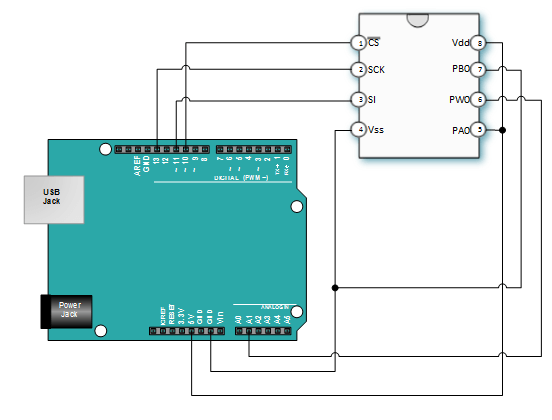 1 CS Vdd 8
2 SCK PB0 7
3 SI PW0 6
4 Vss PA0 5
AREF
GND
13
12
~ 11
~ 10
~ 9
8
7
~ 6
~ 5
4
~ 3
2
TX→ 1
RX← 0
DIGITAL (PWM ~)
USB
Jack
Power
Jack
ANALOG IN
IOREF
RESET
3.3V
5V
GND
GND
Vin
A0
A1
A2
A3
A4
A5